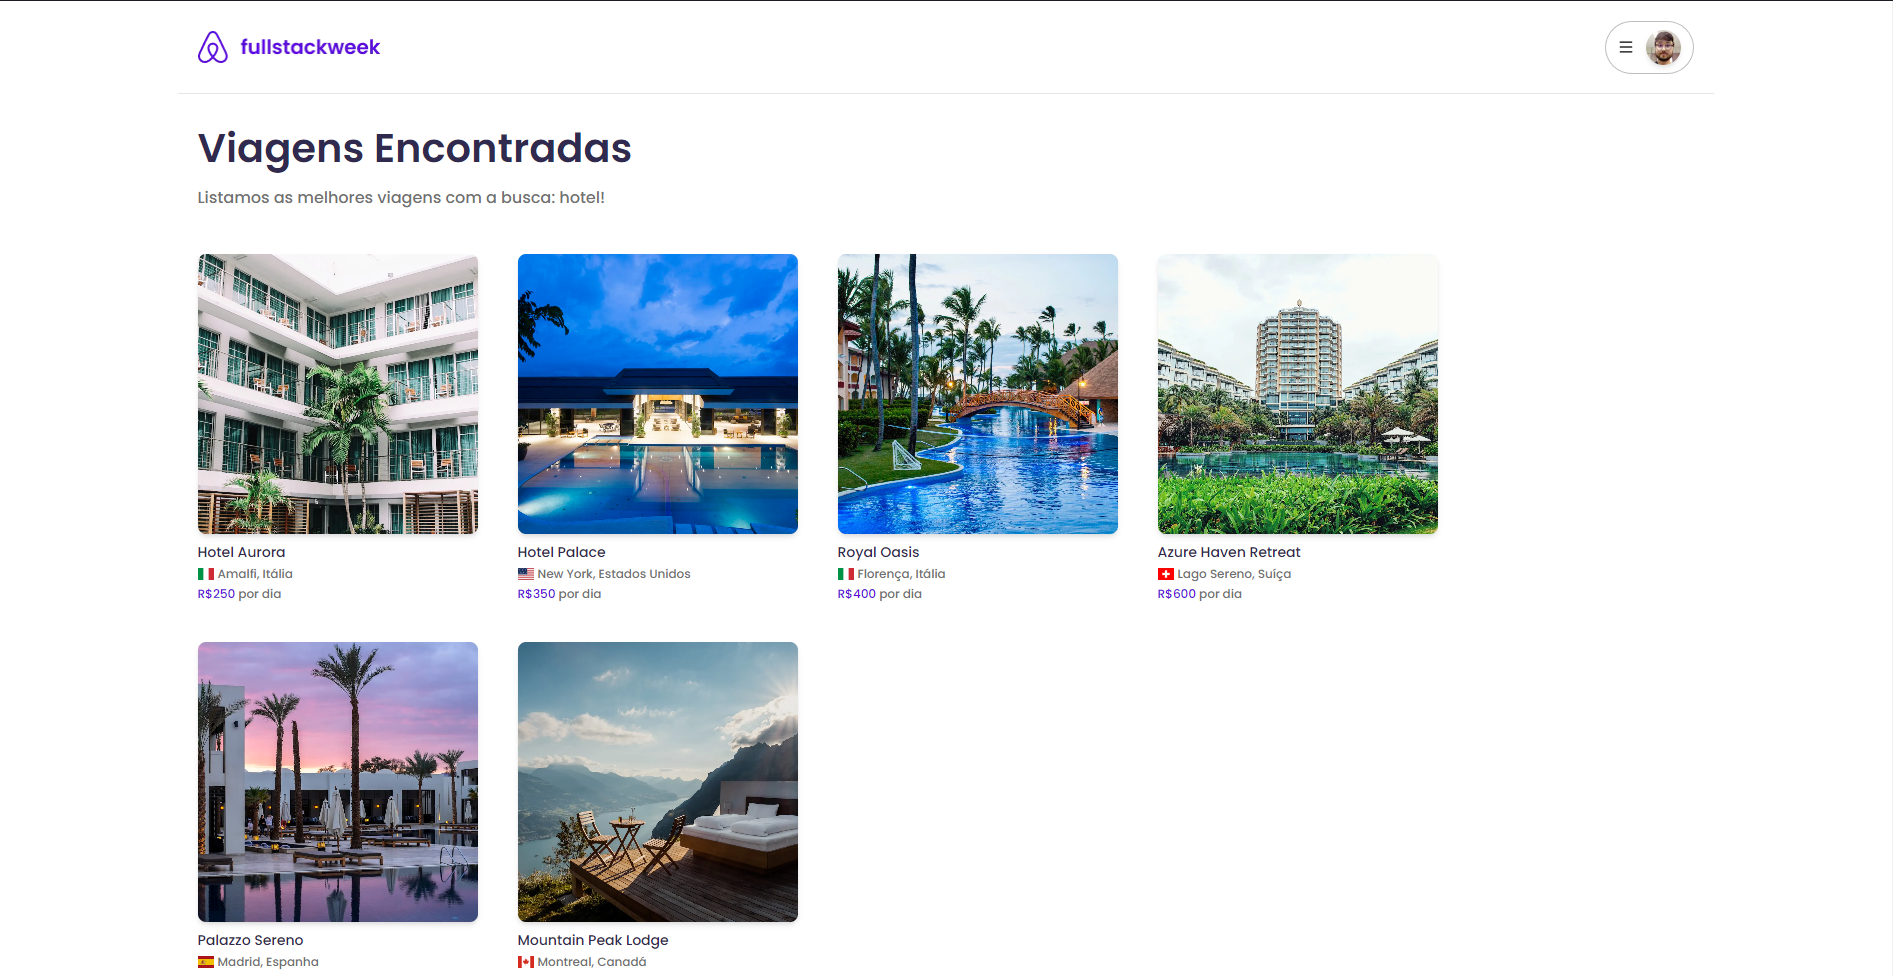 fullstackweek
Viagens Encontradas
Listamos as melhores viagens com a busca: hotel!
Hotel Aurora
Amalfi, Itália
R$250 por dia
Hotel Palace
New York, Estados Unidos
R$350 por dia
Royal Oasis
Florença, Itália
R$400 por dia
Azure Haven Retreat
Lago Sereno, Suíça
R$600 por dia
Palazzo Sereno
Madrid, Espanha
Mountain Peak Lodge
Montreal, Canadá